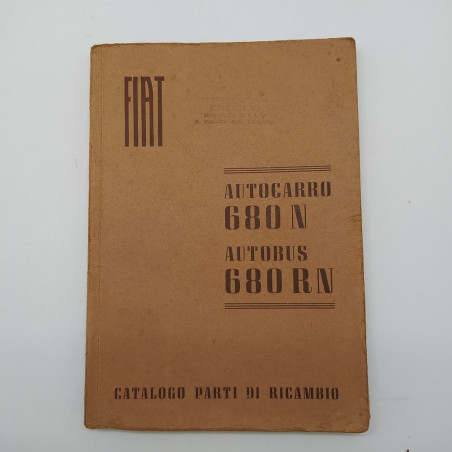 FIAT
AUTOCARRO
680 N
AUTOBUS
680 RN
CATALOGO PARTI DI RICAMBIO